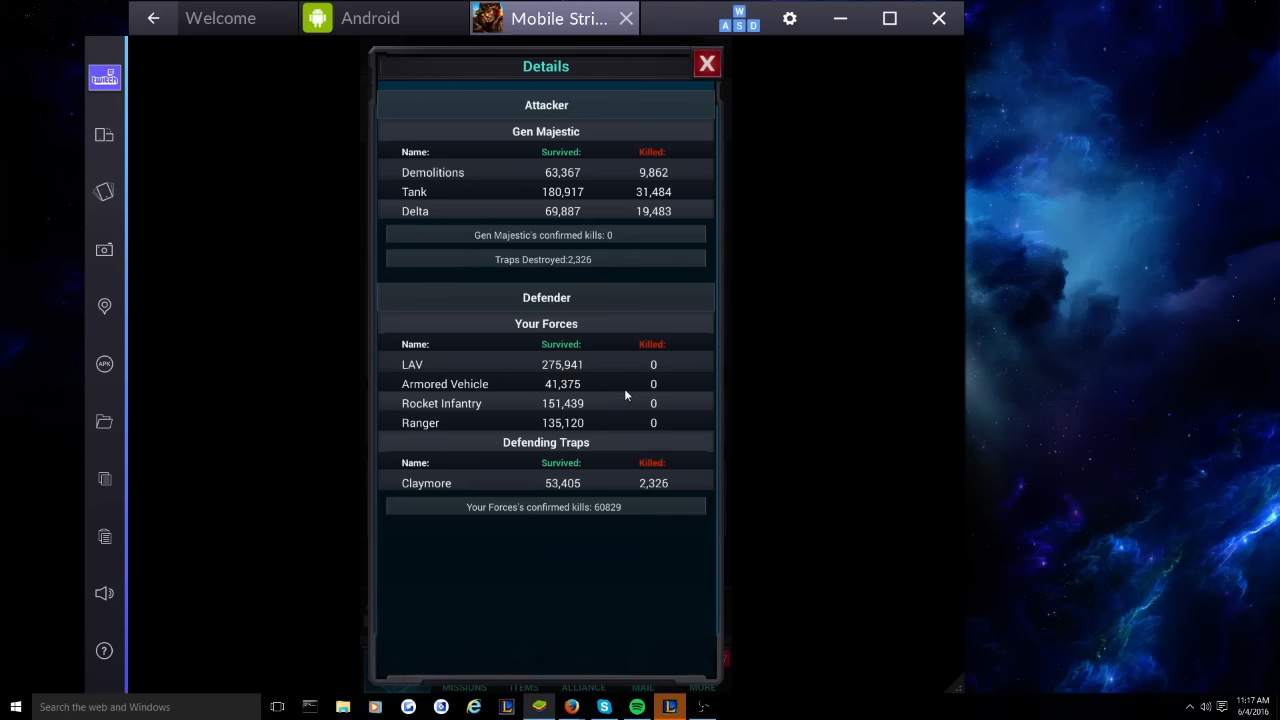 Welcome
Android
Mobile Stri...
W
A S D
twitch
Details
X
Attacker
Gen Majestic
Name: Survived: Killed:
Demolitions 63,367 9,862
Tank 180,917 31,484
Delta 69,887 19,483
Gen Majestic's confirmed kills: 0
Traps Destroyed:2,326
Defender
Your Forces
Name: Survived: Killed:
LAV 275,941 0
Armored Vehicle 41,375 0
Rocket Infantry 151,439 0
Ranger 135,120 0
Defending Traps
Name: Survived: Killed:
Claymore 53,405 2,326
Your Forces's confirmed kills: 60829
APK
MISSIONS ITEMS ALLIANCE MAIL MORE
Search the web and Windows
11:17 AM
6/4/2016